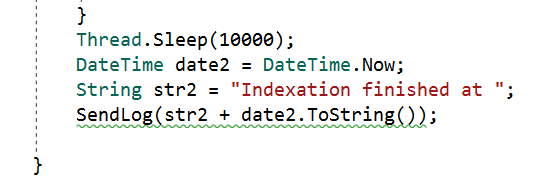 }
Thread.Sleep(10000);
DateTime date2 = DateTime.Now;
String str2 = "Indexation finished at ";
SendLog(str2 + date2.ToString());
}